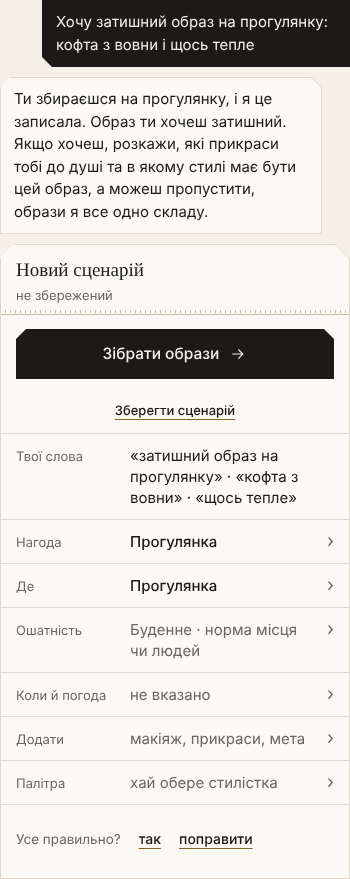 Хочу затишний образ на прогулянку:
кофта з вовни і щось тепле
Ти збираєшся на прогулянку, і я це
записала. Образ ти хочеш затишний.
Якщо хочеш, розкажи, які прикраси
тобі до душі та в якому стилі має бути
цей образ, а можеш пропустити,
образи я все одно складу.
Новий сценарій
не збережений
Зібрати образи →
Зберегти сценарій
Твої слова «затишний образ на
прогулянку» · «кофта з
вовни» · «щось тепле»
Нагода Прогулянка
Де Прогулянка
Ошатність Буденне · норма місця
чи людей
Коли й погода не вказано
Додати макіяж, прикраси, мета
Палітра хай обере стилістка
Усе правильно? так поправити